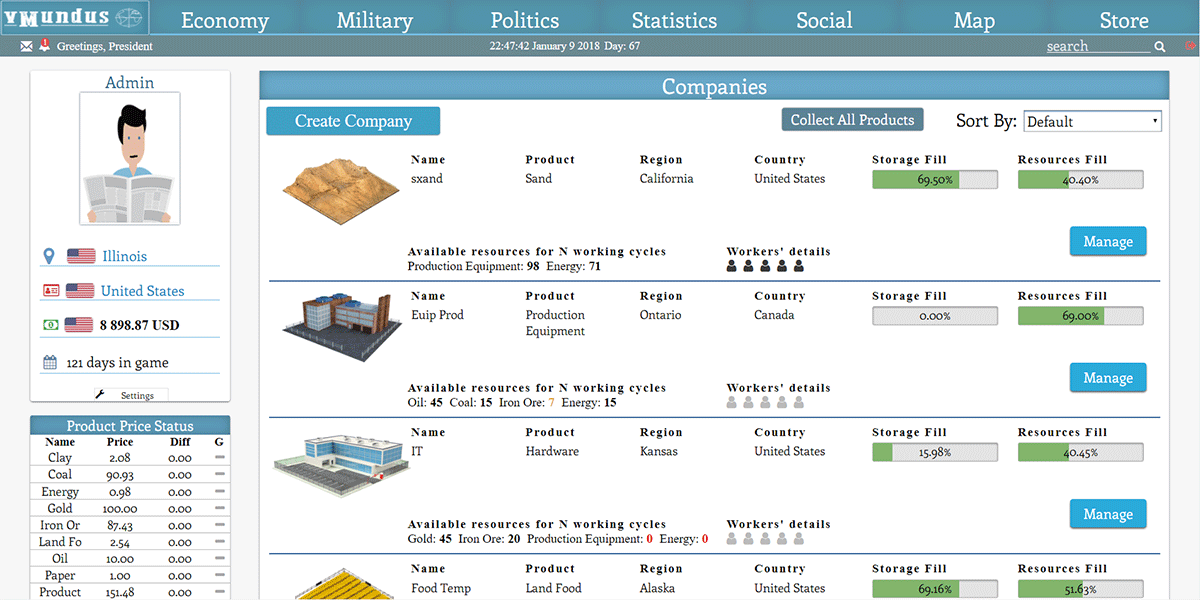 vMundus
Economy
Military
Politics
Statistics
Social
Map
Store
1
Greetings, President
22:47:42 January 9 2018 Day: 67
search
Admin
Illinois
United States
8 898.87 USD
121 days in game
Settings
Product Price Status
Name Price Diff G
Clay 2.08 0.00
Coal 90.93 0.00
Energy 0.98 0.00
Gold 100.00 0.00
Iron Or 87.43 0.00
Land Fo 2.54 0.00
Oil 10.00 0.00
Paper 1.00 0.00
Product 151.48 0.00
Companies
Create Company
Collect All Products
Sort By: Default
Name Product Region Country Storage Fill Resources Fill
sxand Sand California United States 69.50% 40.40%
Manage
Available resources for N working cycles Workers' details
Production Equipment: 98 Energy: 71
Name Product Region Country Storage Fill Resources Fill
Euip Prod Production Ontario Canada 0.00% 69.00%
Equipment
Manage
Available resources for N working cycles Workers' details
Oil: 45 Coal: 15 Iron Ore: 7 Energy: 15
Name Product Region Country Storage Fill Resources Fill
IT Hardware Kansas United States 15.98% 40.45%
Manage
Available resources for N working cycles Workers' details
Gold: 45 Iron Ore: 20 Production Equipment: 0 Energy: 0
Name Product Region Country Storage Fill Resources Fill
Food Temp Land Food Alaska United States 69.16% 51.63%